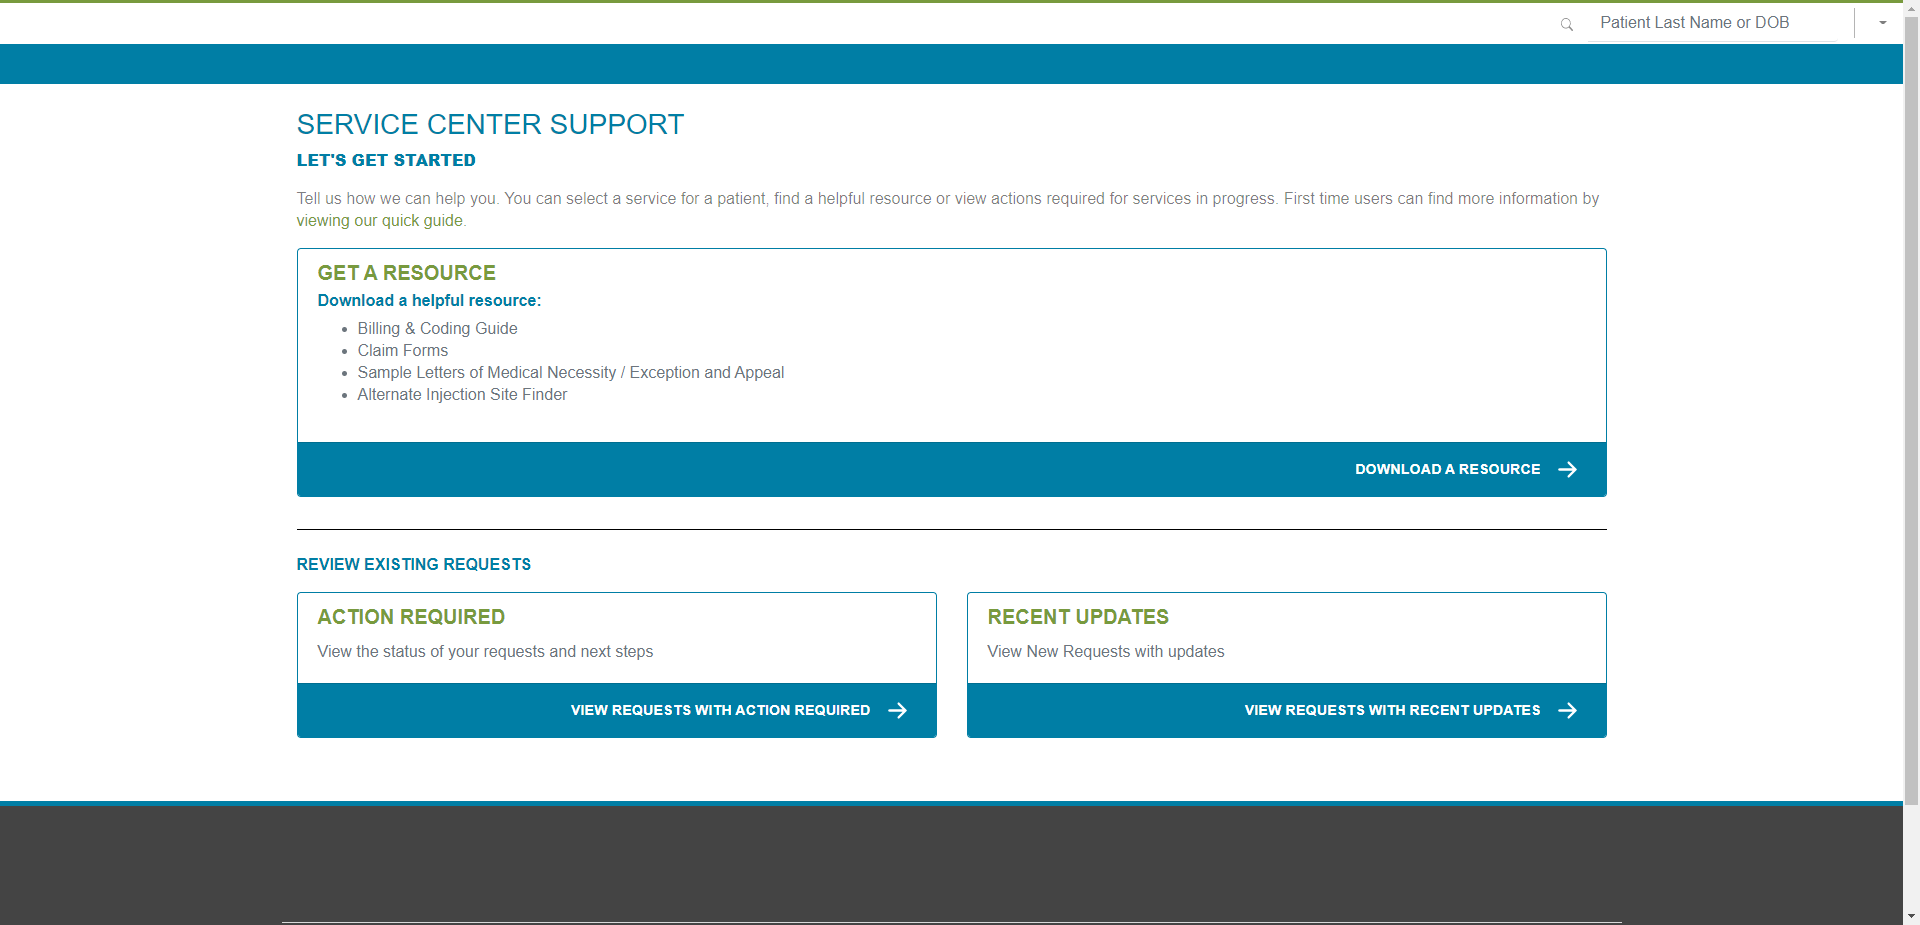 Patient Last Name or DOB
SERVICE CENTER SUPPORT
LET'S GET STARTED
Tell us how we can help you. You can select a service for a patient, find a helpful resource or view actions required for services in progress. First time users can find more information by
viewing our quick guide.
GET A RESOURCE
Download a helpful resource:
Billing & Coding Guide
Claim Forms
Sample Letters of Medical Necessity / Exception and Appeal
Alternate Injection Site Finder
DOWNLOAD A RESOURCE
REVIEW EXISTING REQUESTS
ACTION REQUIRED
View the status of your requests and next steps
VIEW REQUESTS WITH ACTION REQUIRED
RECENT UPDATES
View New Requests with updates
VIEW REQUESTS WITH RECENT UPDATES